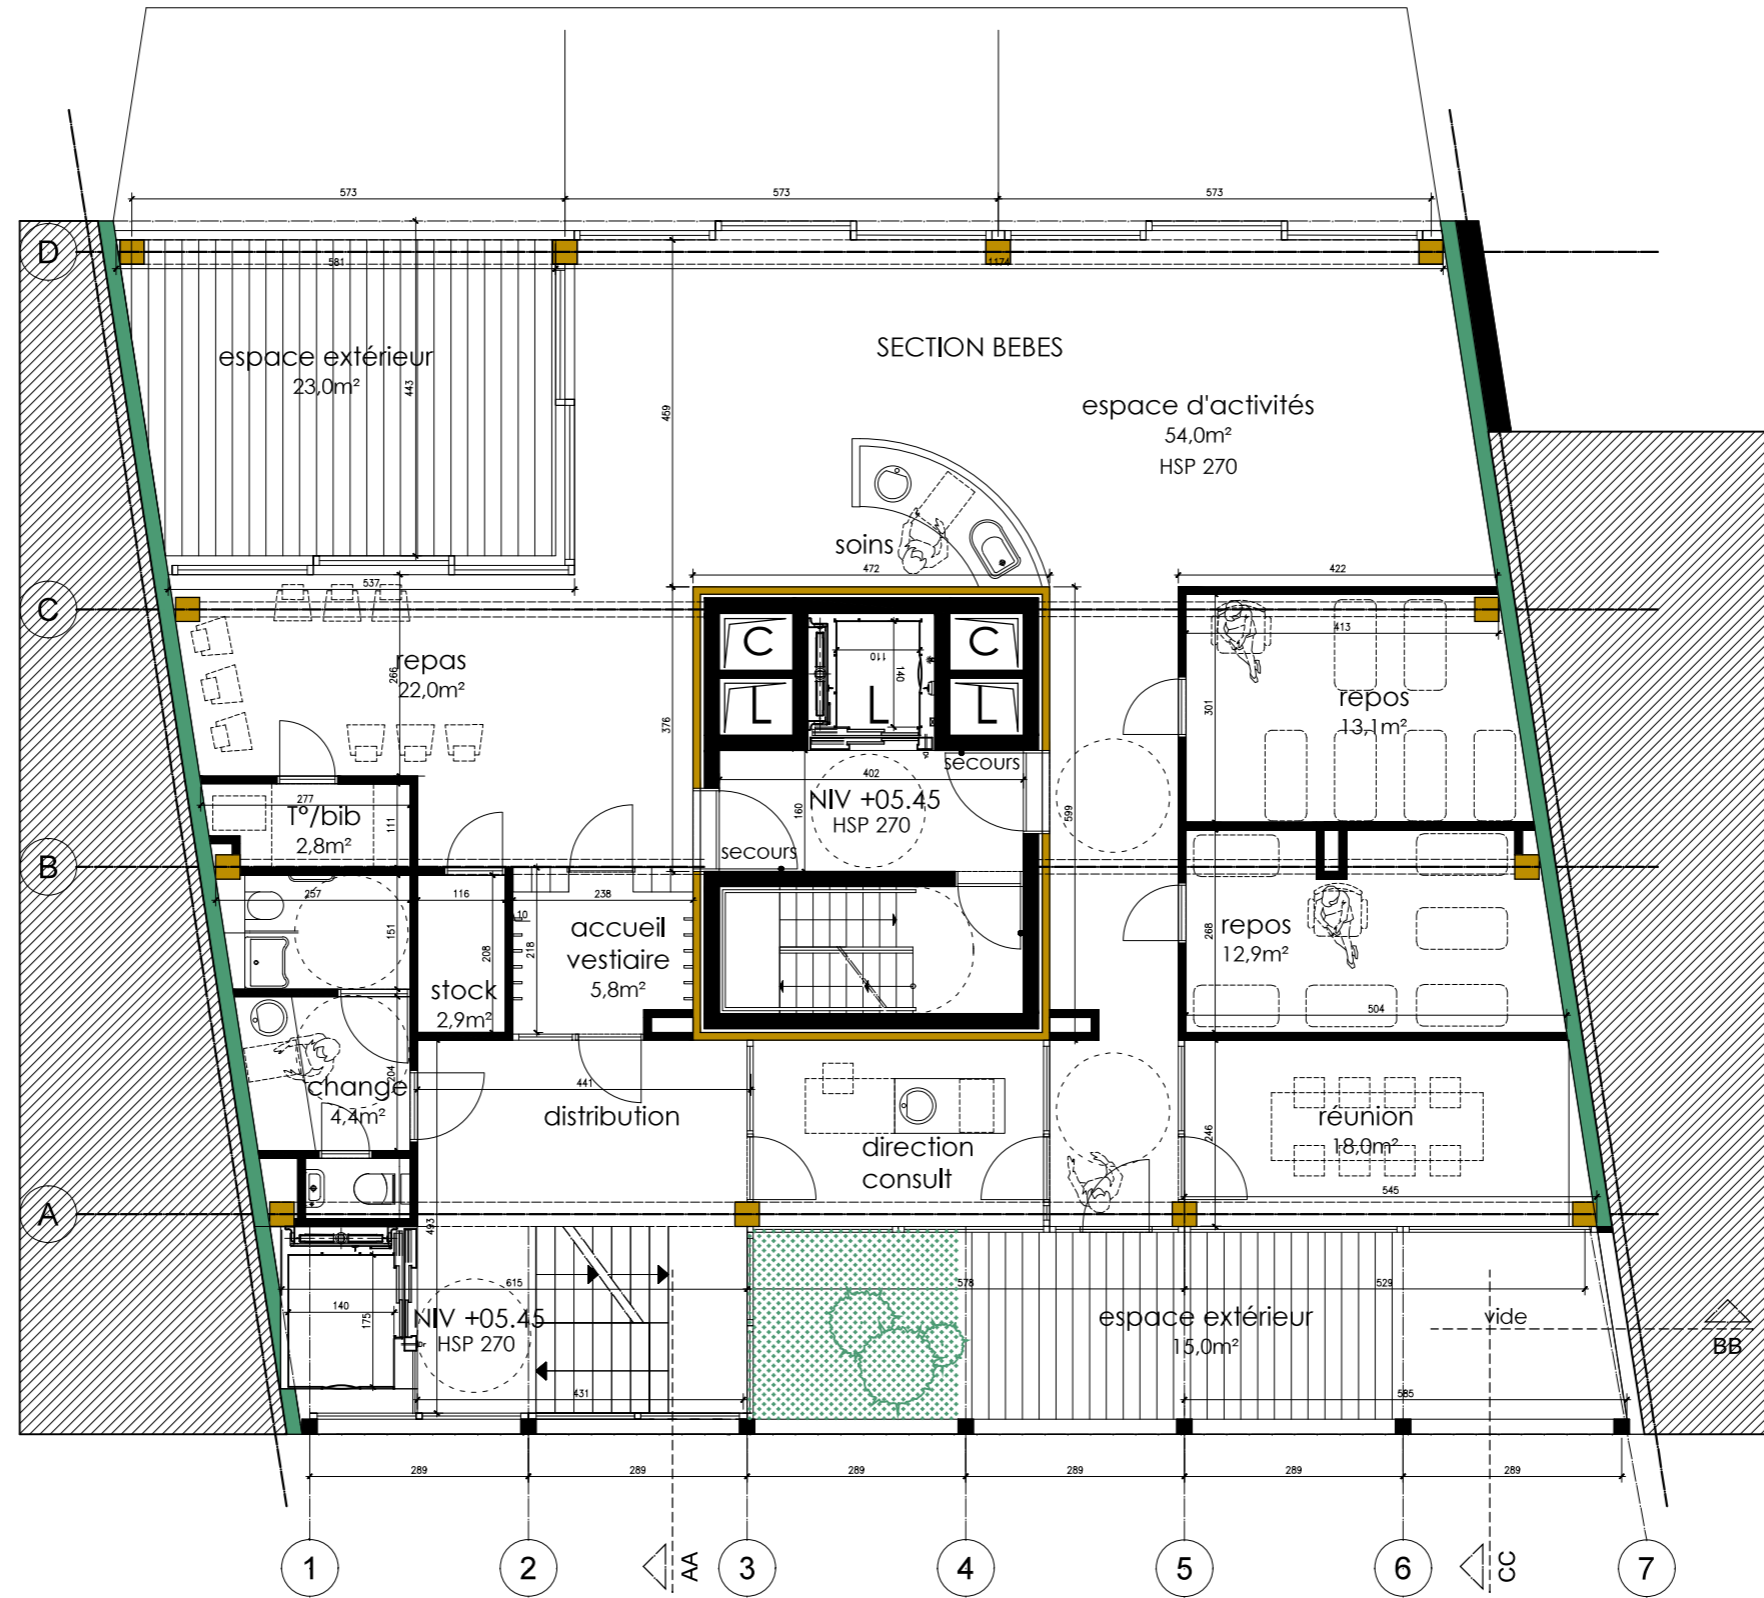 573
573
573
D
581
1174
SECTION BEBES
espace extérieur
23,0m²
443
459
espace d'activités
54,0m²
HSP 270
soins
472
422
537
C
413
C
C
110
140
repas
22,0m²
266
L
L
L
376
301
repos
13,1m²
secours
402
NIV +05.45
HSP 270
160
599
277
T°/bib
2,8m²
111
secours
B
257
116
238
10
151
208
218
accueil
vestiaire
5,8m²
repos
12,9m²
268
stock
2,9m²
504
change
4,4m²
204
441
distribution
direction
consult
réunion
18,0m²
246
545
A
493
615
578
529
140
175
NIV +05.45
HSP 270
espace extérieur
15,0m²
vide
BB
431
585
289
289
289
289
289
289
1
2
AA
3
4
5
6
CC
7